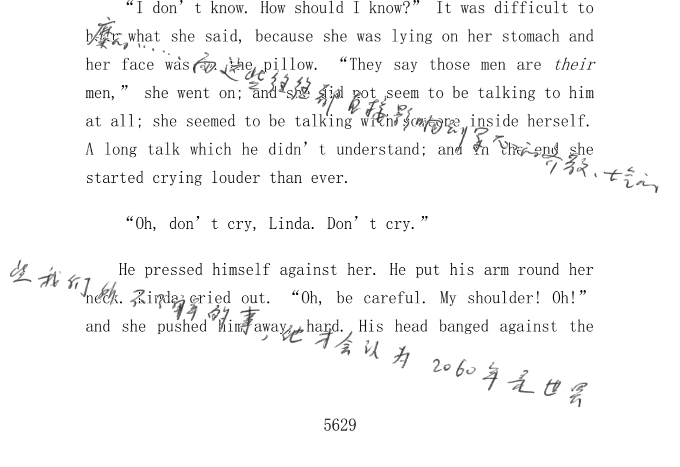 “I don’t know. How should I know?” It was difficult to
hear what she said, because she was lying on her stomach and
her face was in the pillow. “They say those men are their
men,” she went on; and she did not seem to be talking to him
at all; she seemed to be talking with someone inside herself.
A long talk which he didn’t understand; and in the end she
started crying louder than ever.
“Oh, don’t cry, Linda. Don’t cry.”
He pressed himself against her. He put his arm round her
neck. Linda cried out. “Oh, be careful. My shoulder! Oh!”
and she pushed him away, hard. His head banged against the
些我们 的事,他才会认为2060年是世界
5629